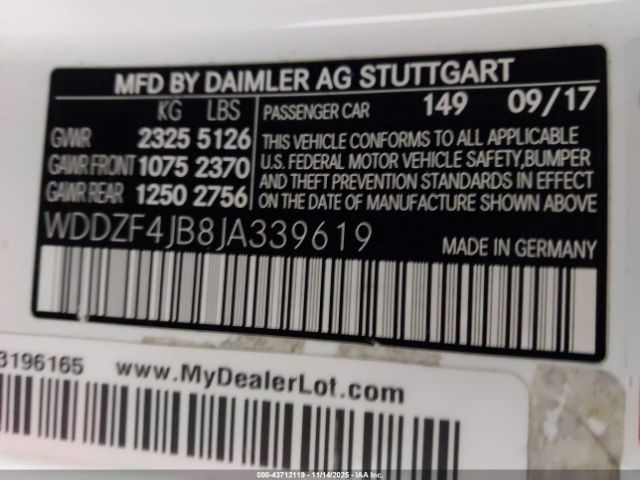 MFD BY DAIMLER AG STUTTGART
KG LBS PASSENGER CAR 149 09/17
GVWR 2325 5126
GAWR FRONT 1075 2370
GAWR REAR 1250 2756
THIS VEHICLE CONFORMS TO ALL APPLICABLE
U.S. FEDERAL MOTOR VEHICLE SAFETY,BUMPER
AND THEFT PREVENTION STANDARDS IN EFFECT
ON THE DATE OF MANUFACTURE SHOWN ABOVE.
WDDZF4JB8JA339619 MADE IN GERMANY
3196165 www.MyDealerLot.com
000-43712119 | 11/14/2025 - IAAI.COM